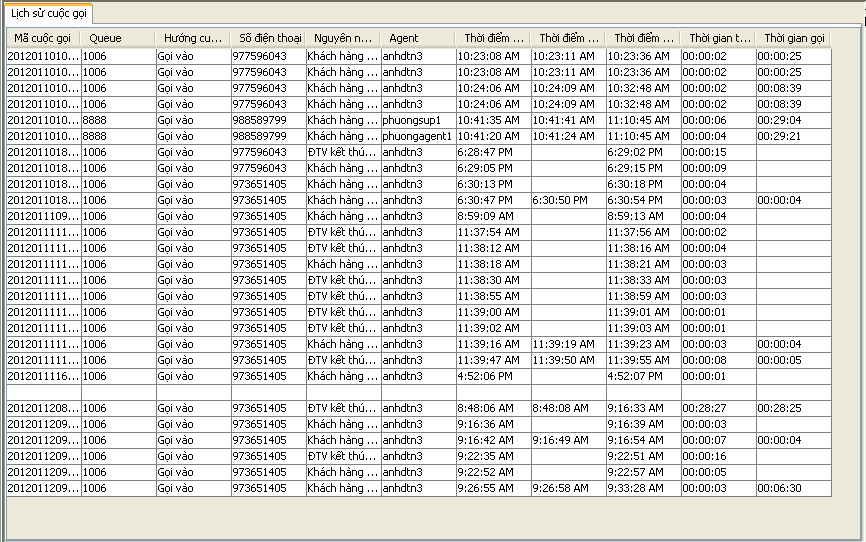 Lịch sử cuộc gọi
Mã cuộc gọi Queue Hướng cu... Số điện thoại Nguyên n... Agent Thời điểm ... Thời điểm ... Thời điểm ... Thời gian t... Thời gian gọi
2012011010... 1006 Gọi vào 977596043 Khách hàng ... anhdtn3 10:23:08 AM 10:23:11 AM 10:23:36 AM 00:00:02 00:00:25
2012011010... 1006 Gọi vào 977596043 Khách hàng ... anhdtn3 10:23:08 AM 10:23:11 AM 10:23:36 AM 00:00:02 00:00:25
2012011010... 1006 Gọi vào 977596043 Khách hàng ... anhdtn3 10:24:06 AM 10:24:09 AM 10:32:48 AM 00:00:02 00:08:39
2012011010... 1006 Gọi vào 977596043 Khách hàng ... anhdtn3 10:24:06 AM 10:24:09 AM 10:32:48 AM 00:00:02 00:08:39
2012011010... 8888 Gọi vào 988589799 Khách hàng ... phuongsup1 10:41:35 AM 10:41:41 AM 11:10:45 AM 00:00:06 00:29:04
2012011010... 8888 Gọi vào 988589799 Khách hàng ... phuongagent1 10:41:20 AM 10:41:24 AM 11:10:45 AM 00:00:04 00:29:21
2012011018... 1006 Gọi vào 977596043 ĐTV kết thú... anhdtn3 6:28:47 PM 6:29:02 PM 00:00:15
2012011018... 1006 Gọi vào 977596043 Khách hàng ... anhdtn3 6:29:05 PM 6:29:15 PM 00:00:09
2012011018... 1006 Gọi vào 973651405 Khách hàng ... anhdtn3 6:30:13 PM 6:30:18 PM 00:00:04
2012011018... 1006 Gọi vào 973651405 Khách hàng ... anhdtn3 6:30:47 PM 6:30:50 PM 6:30:54 PM 00:00:03 00:00:04
2012011109... 1006 Gọi vào 973651405 Khách hàng ... anhdtn3 8:59:09 AM 8:59:13 AM 00:00:04
2012011111... 1006 Gọi vào 973651405 ĐTV kết thú... anhdtn3 11:37:54 AM 11:37:56 AM 00:00:02
2012011111... 1006 Gọi vào 973651405 ĐTV kết thú... anhdtn3 11:38:12 AM 11:38:16 AM 00:00:04
2012011111... 1006 Gọi vào 973651405 Khách hàng ... anhdtn3 11:38:18 AM 11:38:21 AM 00:00:03
2012011111... 1006 Gọi vào 973651405 ĐTV kết thú... anhdtn3 11:38:30 AM 11:38:33 AM 00:00:03
2012011111... 1006 Gọi vào 973651405 ĐTV kết thú... anhdtn3 11:38:55 AM 11:38:59 AM 00:00:03
2012011111... 1006 Gọi vào 973651405 ĐTV kết thú... anhdtn3 11:39:00 AM 11:39:01 AM 00:00:01
2012011111... 1006 Gọi vào 973651405 ĐTV kết thú... anhdtn3 11:39:02 AM 11:39:03 AM 00:00:01
2012011111... 1006 Gọi vào 973651405 Khách hàng ... anhdtn3 11:39:16 AM 11:39:19 AM 11:39:23 AM 00:00:03 00:00:04
2012011111... 1006 Gọi vào 973651405 ĐTV kết thú... anhdtn3 11:39:47 AM 11:39:50 AM 11:39:55 AM 00:00:08 00:00:05
2012011116... 1006 Gọi vào 973651405 Khách hàng ... anhdtn3 4:52:06 PM 4:52:07 PM 00:00:01
2012011208... 1006 Gọi vào 973651405 ĐTV kết thú... anhdtn3 8:48:06 AM 8:48:08 AM 9:16:33 AM 00:28:27 00:28:25
2012011209... 1006 Gọi vào 973651405 Khách hàng ... anhdtn3 9:16:36 AM 9:16:39 AM 00:00:03
2012011209... 1006 Gọi vào 973651405 Khách hàng ... anhdtn3 9:16:42 AM 9:16:49 AM 9:16:54 AM 00:00:07 00:00:04
2012011209... 1006 Gọi vào 973651405 ĐTV kết thú... anhdtn3 9:22:35 AM 9:22:51 AM 00:00:16
2012011209... 1006 Gọi vào 973651405 Khách hàng ... anhdtn3 9:22:52 AM 9:22:57 AM 00:00:05
2012011209... 1006 Gọi vào 973651405 Khách hàng ... anhdtn3 9:26:55 AM 9:26:58 AM 9:33:28 AM 00:00:03 00:06:30